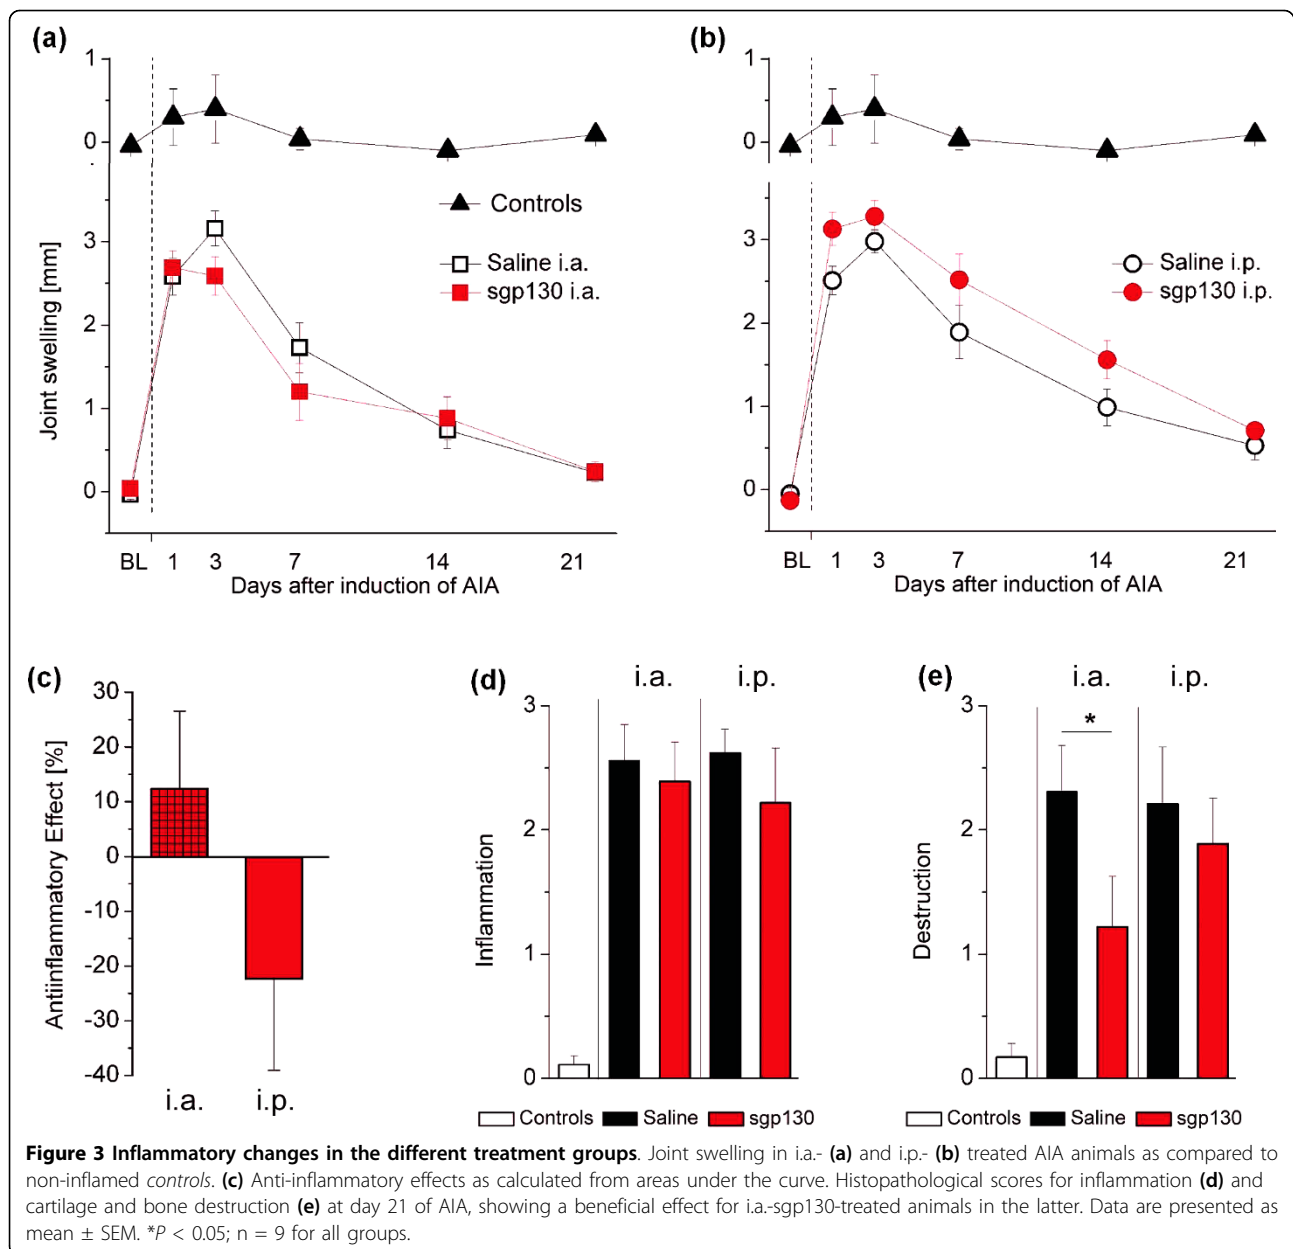 (a)
1
0
3
2
1
0
Joint swelling [mm]
Controls
Saline i.a.
sgp130 i.a.
BL 1 3 7 14 21
Days after induction of AIA
(b)
1
0
3
2
1
0
Saline i.p.
sgp130 i.p.
BL 1 3 7 14 21
Days after induction of AIA
(c)
30
20
10
0
-10
-20
-30
-40
Antiinflammatory Effect [%]
i.a. i.p.
(d)
i.a. i.p.
3
2
1
0
Inflammation
Controls Saline sgp130
(e)
i.a. i.p.
3
2
1
0
Destruction
*
Controls Saline sgp130
Figure 3 Inflammatory changes in the different treatment groups. Joint swelling in i.a.- (a) and i.p.- (b) treated AIA animals as compared to
non-inflamed controls. (c) Anti-inflammatory effects as calculated from areas under the curve. Histopathological scores for inflammation (d) and
cartilage and bone destruction (e) at day 21 of AIA, showing a beneficial effect for i.a.-sgp130-treated animals in the latter. Data are presented as
mean ± SEM. *P < 0.05; n = 9 for all groups.